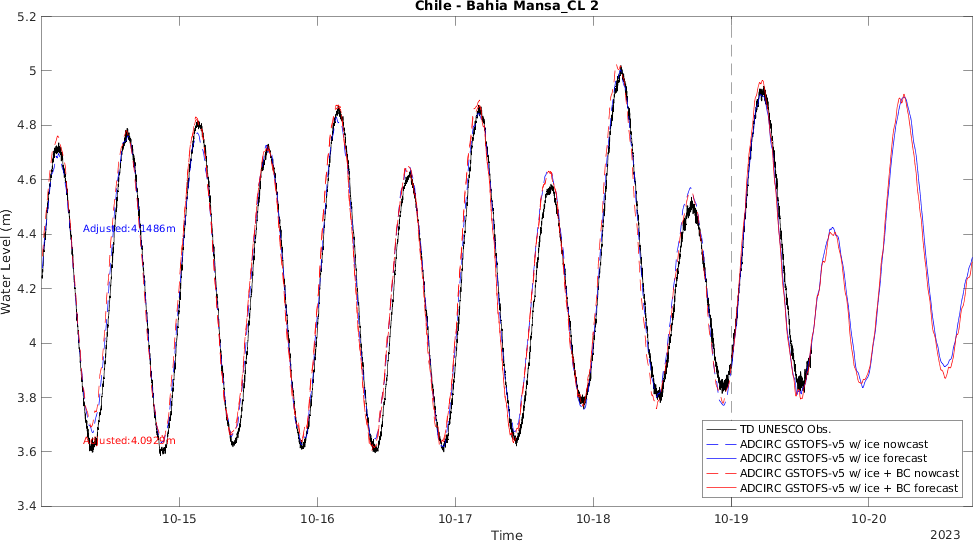 Chile - Bahia Mansa_CL 2
5.2
5
4.8
4.6
4.4
4.2
4
3.8
3.6
3.4
Water Level (m)
Adjusted:4.1486m
Adjusted:4.0929m
TD UNESCO Obs.
ADCIRC GSTOFS-v5 w/ ice nowcast
ADCIRC GSTOFS-v5 w/ ice forecast
ADCIRC GSTOFS-v5 w/ ice + BC nowcast
ADCIRC GSTOFS-v5 w/ ice + BC forecast
10-15 10-16 10-17 10-18 10-19 10-20
Time
2023